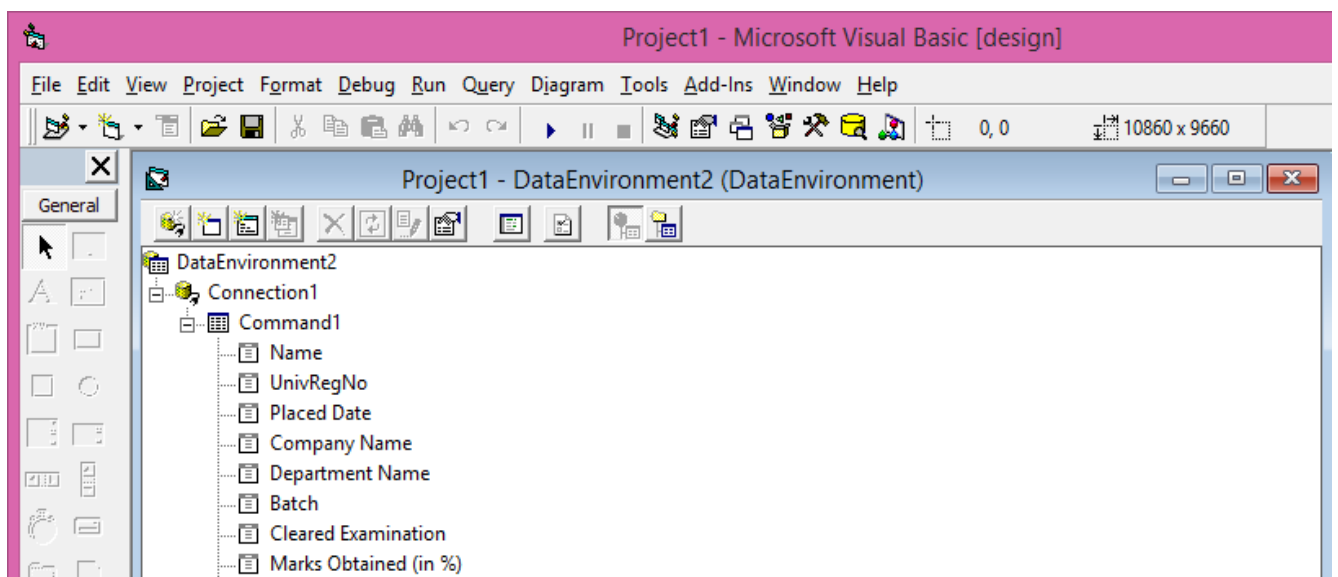 Project1 - Microsoft Visual Basic [design]
File Edit View Project Format Debug Run Query Diagram Tools Add-Ins Window Help
0, 0 10860 x 9660
Project1 - DataEnvironment2 (DataEnvironment)
General
DataEnvironment2
Connection1
Command1
Name
UnivRegNo
Placed Date
Company Name
Department Name
Batch
Cleared Examination
Marks Obtained (in %)